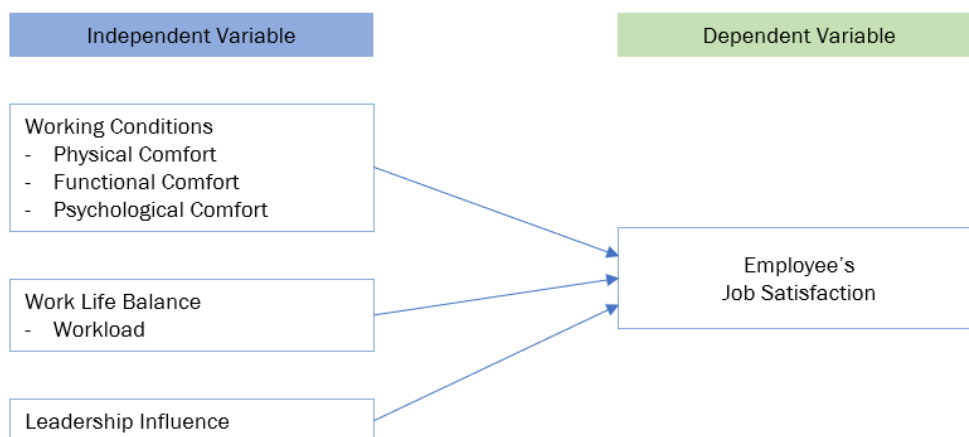 Independent Variable
Dependent Variable
Working Conditions
- Physical Comfort
- Functional Comfort
- Psychological Comfort
Work Life Balance
- Workload
Leadership Influence
Employee's
Job Satisfaction